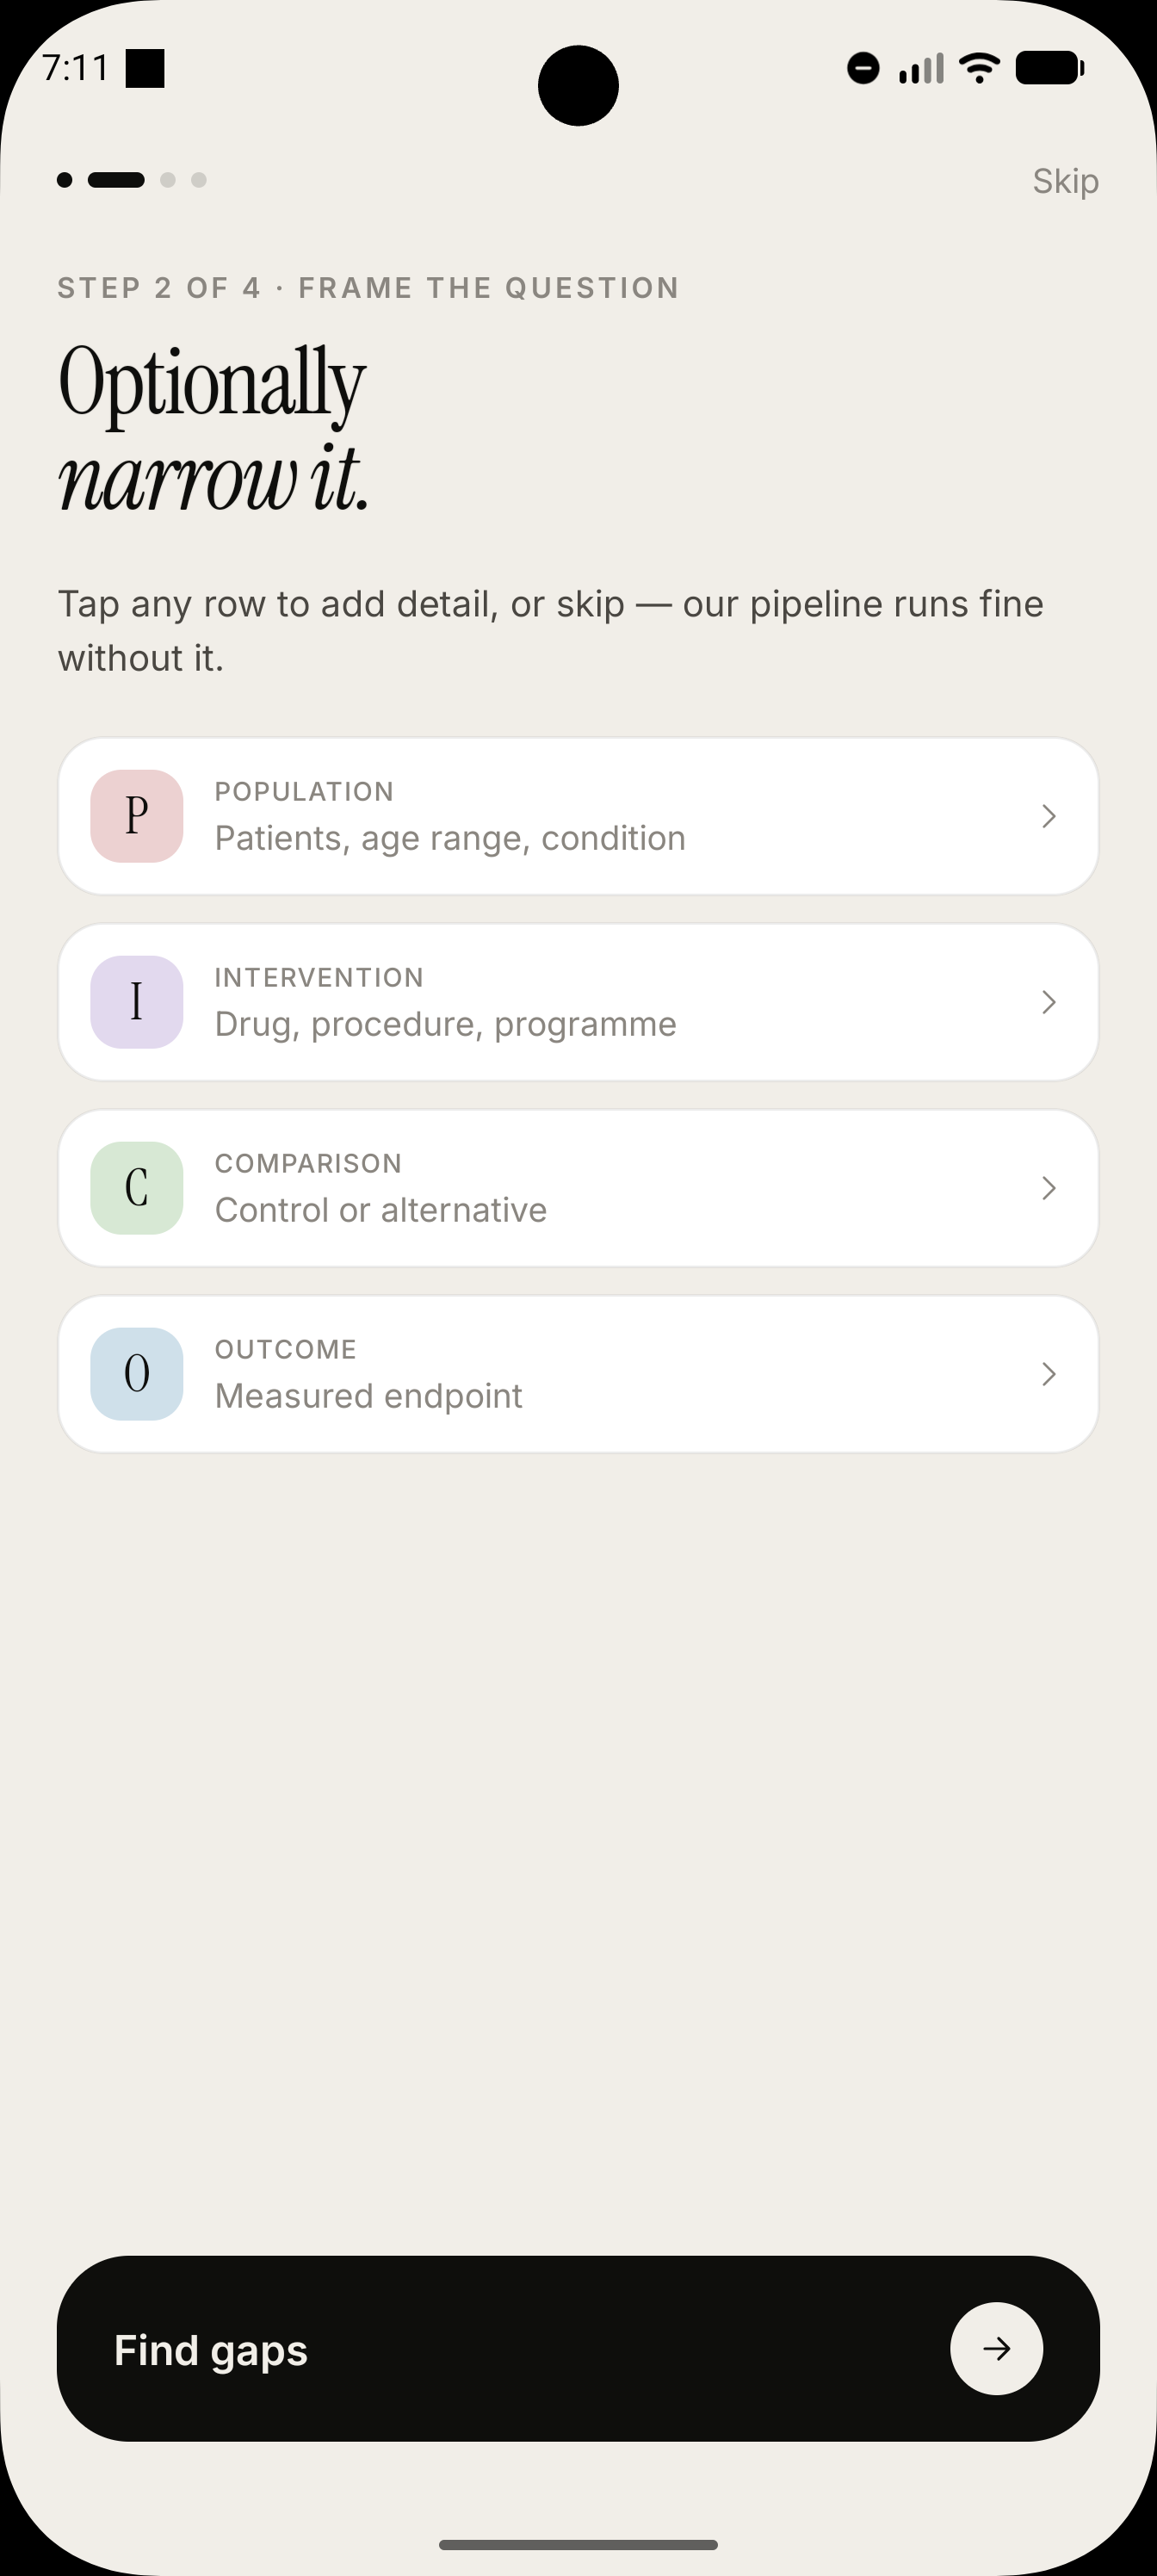 7:11
Skip
STEP 2 OF 4 · FRAME THE QUESTION
Optionally
narrow it.
Tap any row to add detail, or skip — our pipeline runs fine
without it.
P
POPULATION
Patients, age range, condition
I
INTERVENTION
Drug, procedure, programme
C
COMPARISON
Control or alternative
O
OUTCOME
Measured endpoint
Find gaps